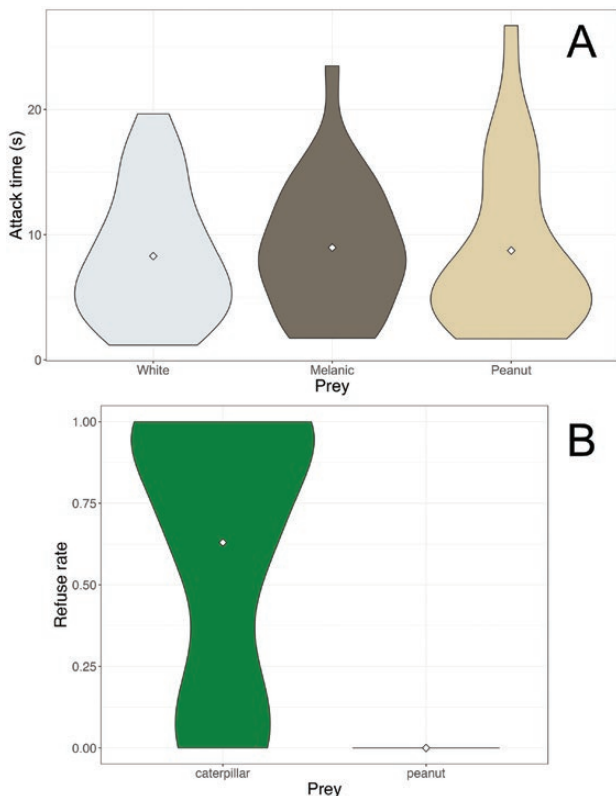 A
Attack time (s)
20
10
0
White Melanic Peanut
Prey
B
Refuse rate
1.00
0.75
0.50
0.25
0.00
caterpillar peanut
Prey